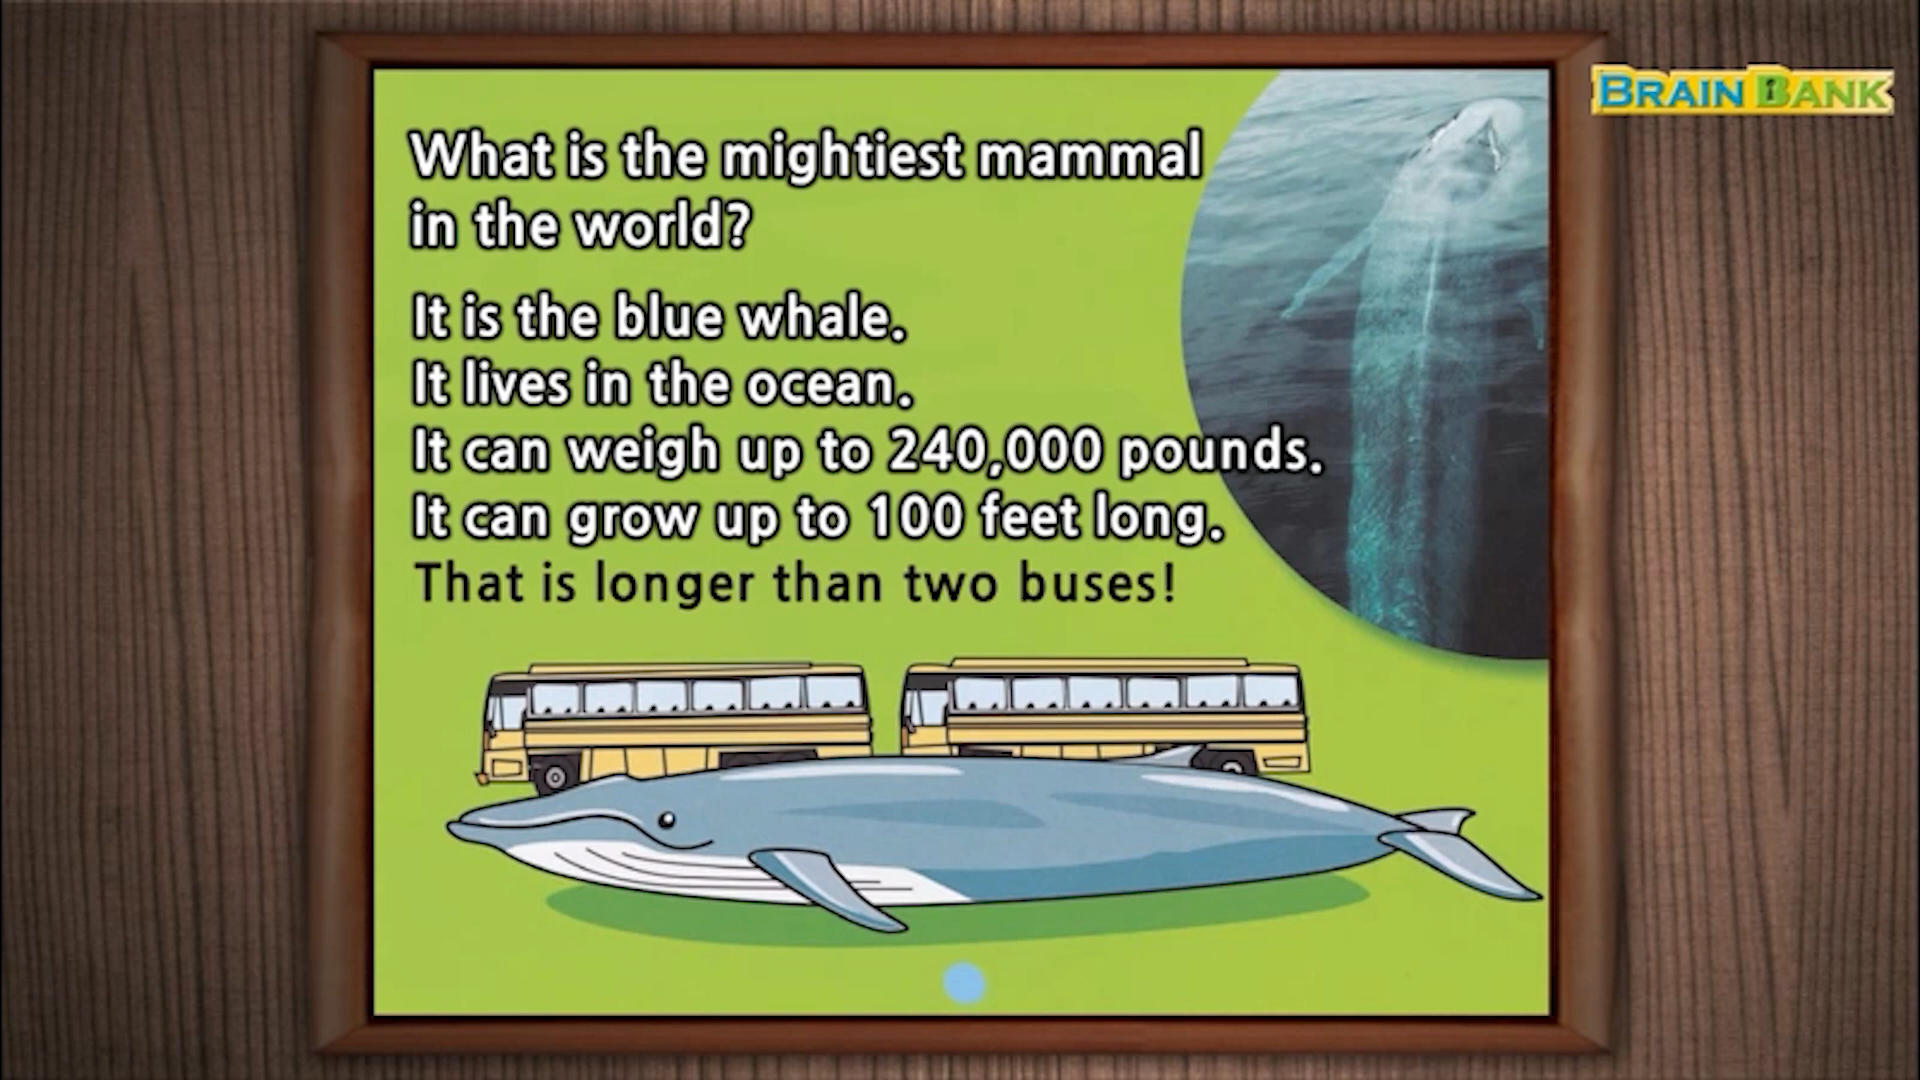 BRAIN BANK
What is the mightiest mammal
in the world?
It is the blue whale.
It lives in the ocean.
It can weigh up to 240,000 pounds.
It can grow up to 100 feet long.
That is longer than two buses!